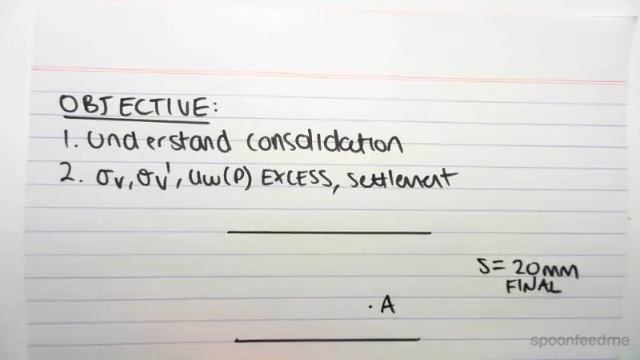 OBJECTIVE:
1. Understand consolidation
2. σv, σv', uw(P) EXCESS, settlement
S = 20mm
FINAL
. A
spoonfeedme